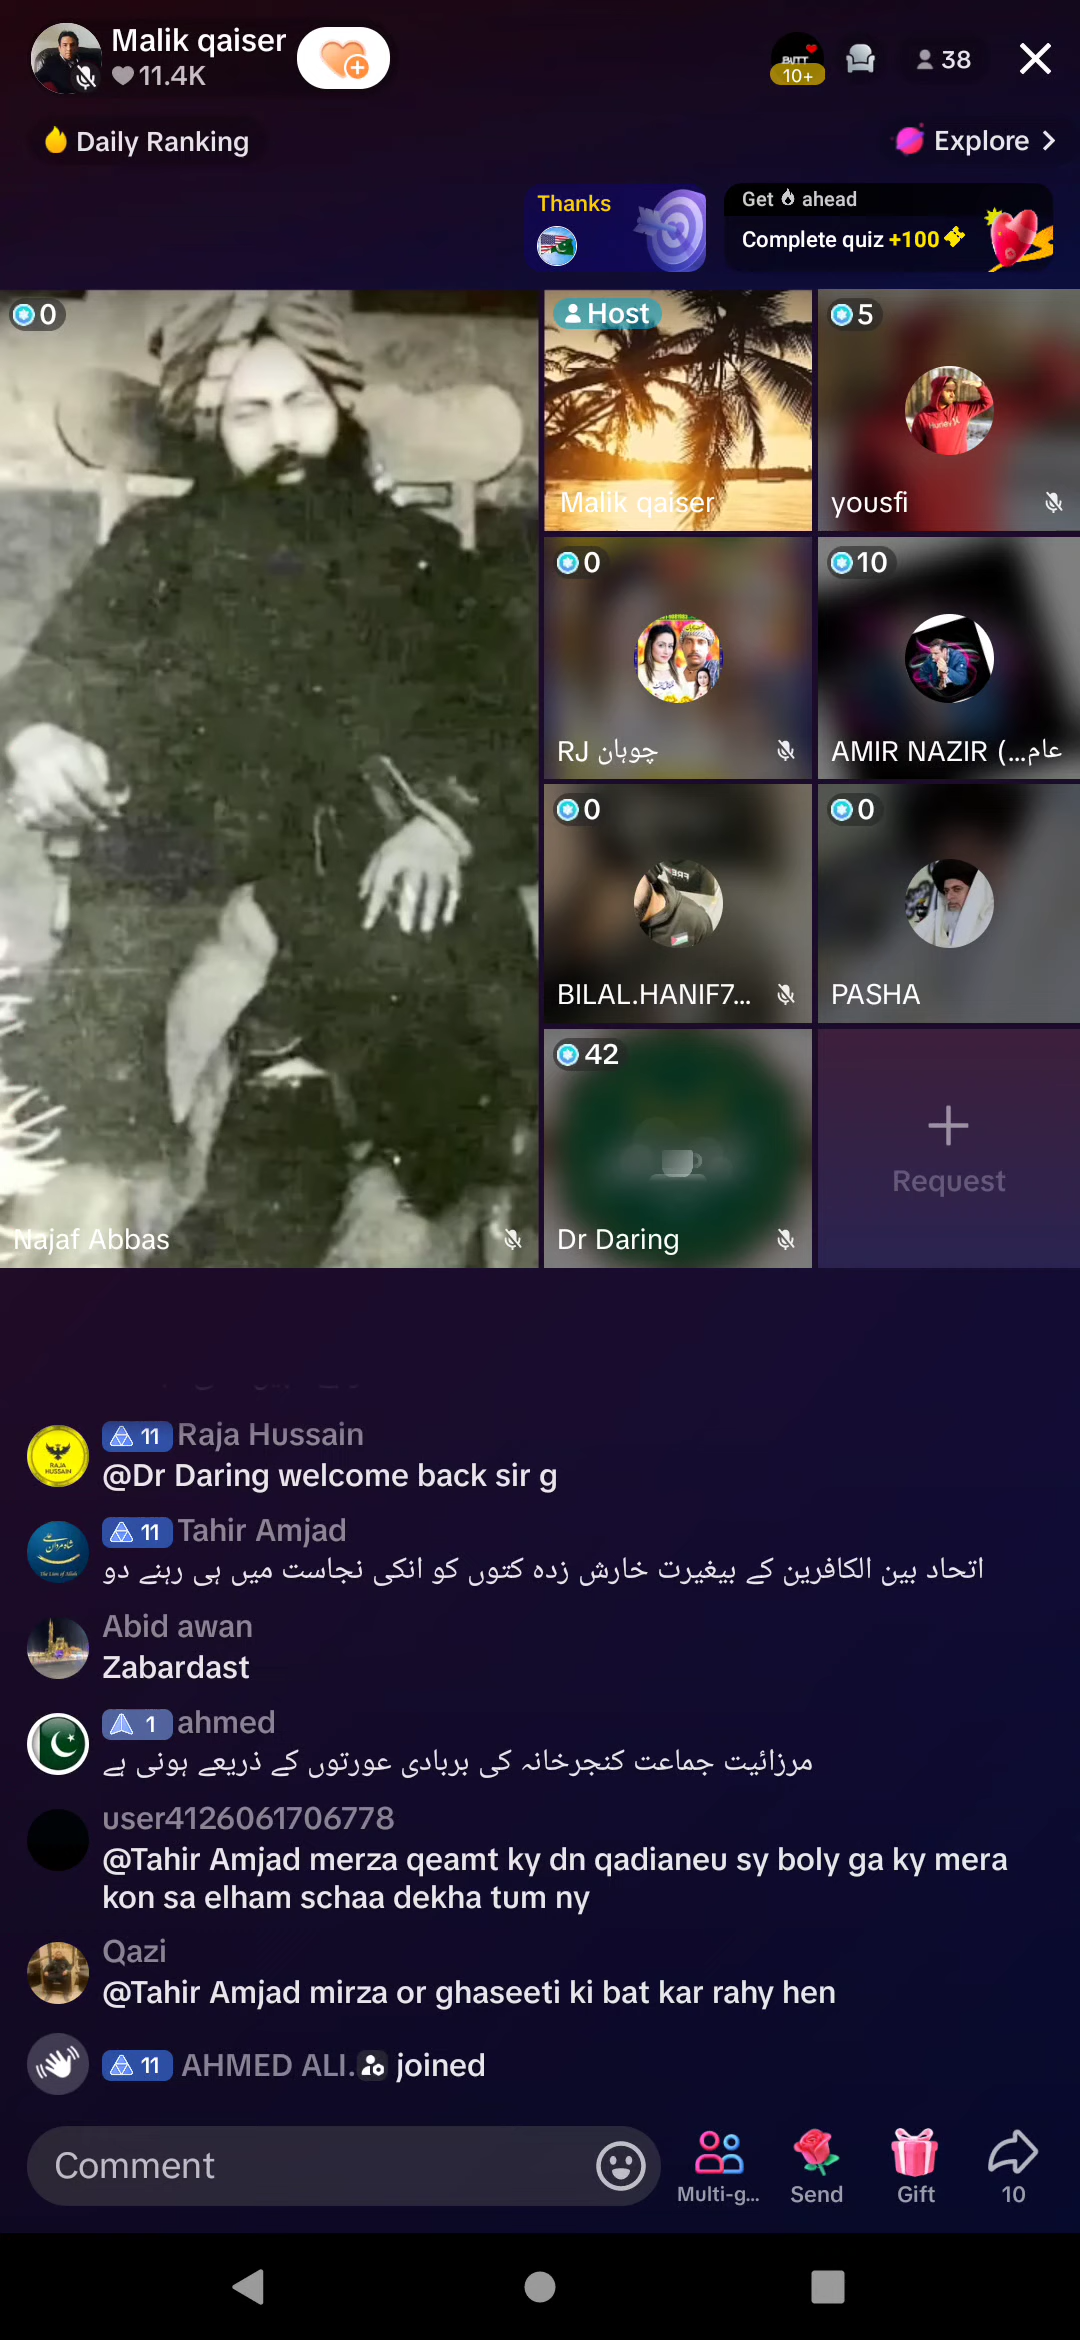 Malik qaiser
11.4K
10+
38
Daily Ranking
Explore
Thanks
Get ahead
Complete quiz +100
0
Host
Malik qaiser
5
yousfi
0
RJ چوہان
10
AMIR NAZIR (...عام
0
BILAL.HANIF7...
0
PASHA
Najaf Abbas
42
Dr Daring
Request
11 Raja Hussain
@Dr Daring welcome back sir g
11 Tahir Amjad
اتحاد بین الکافرین کے بیغیرت خارش زدہ کتوں کو انکی نجاست میں ہی رہنے دو
Abid awan
Zabardast
1 ahmed
مرزائیت جماعت کنجرخانہ کی بربادی عورتوں کے ذریعے ہونی ہے
user4126061706778
@Tahir Amjad merza qeamt ky dn qadianeu sy boly ga ky mera
kon sa elham schaa dekha tum ny
Qazi
@Tahir Amjad mirza or ghaseeti ki bat kar rahy hen
11 AHMED ALI. joined
Comment
Multi-g...
Send
Gift
10